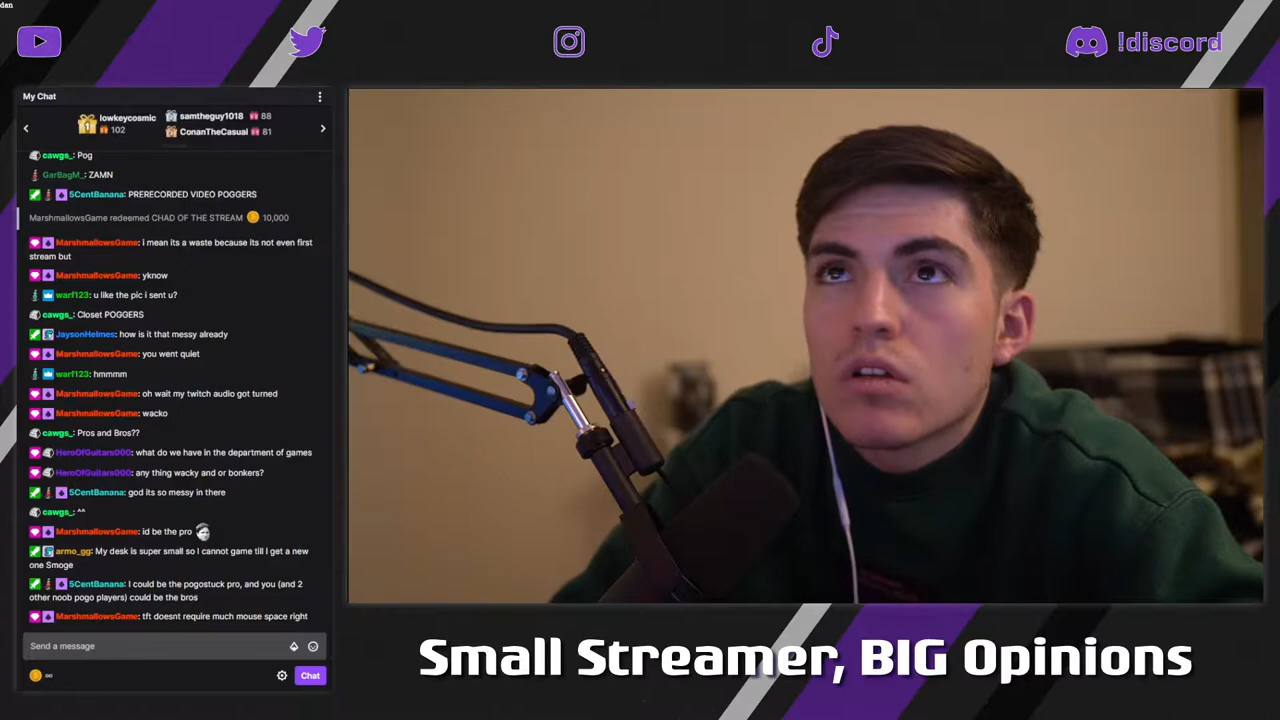 dan
!discord
My Chat
lowkeycosmic
102
samtheguy1018 88
ConanTheCasual 81
cawgs_: Pog
GarBagM_: ZAMN
5CentBanana: PRERECORDED VIDEO POGGERS
MarshmallowsGame redeemed CHAD OF THE STREAM 10,000
MarshmallowsGame: i mean its a waste because its not even first
stream but
MarshmallowsGame: yknow
warf123: u like the pic i sent u?
cawgs_: Closet POGGERS
JaysonHelmes: how is it that messy already
MarshmallowsGame: you went quiet
warf123: hmmmm
MarshmallowsGame: oh wait my twitch audio got turned
MarshmallowsGame: wacko
cawgs_: Pros and Bros??
HeroOfGuitars000: what do we have in the department of games
HeroOfGuitars000: any thing wacky and or bonkers?
5CentBanana: god its so messy in there
cawgs_: ^^
MarshmallowsGame: id be the pro
armo_gg: My desk is super small so I cannot game till I get a new
one Smoge
5CentBanana: I could be the pogostuck pro, and you (and 2
other noob pogo players) could be the bros
MarshmallowsGame: tft doesnt require much mouse space right
Send a message
∞
Chat
Small Streamer, BIG Opinions